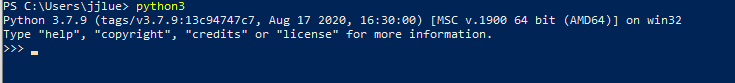 PS C:\Users\jjlue> python3
Python 3.7.9 (tags/v3.7.9:13c94747c7, Aug 17 2020, 16:30:00) [MSC v.1900 64 bit (AMD64)] on win32
Type "help", "copyright", "credits" or "license" for more information.
>>> _